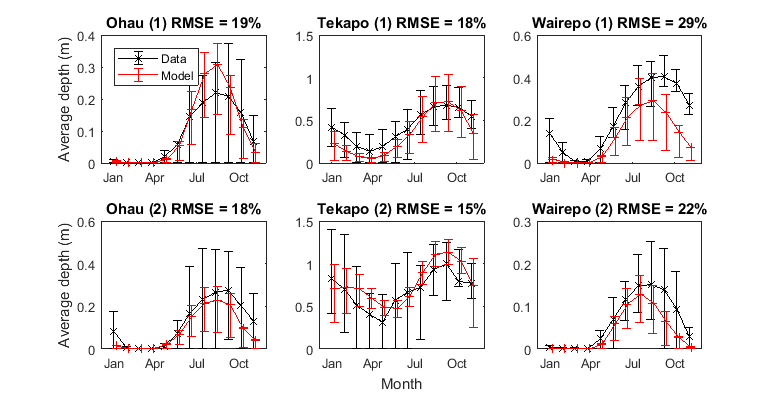 Ohau (1) RMSE = 19%
Tekapo (1) RMSE = 18%
Wairepo (1) RMSE = 29%
Average depth (m)
0.4
0.3
0.2
0.1
0
Data
Model
Jan Apr Jul Oct
1.5
1
0.5
0
Jan Apr Jul Oct
0.6
0.4
0.2
0
Jan Apr Jul Oct
Ohau (2) RMSE = 18%
Tekapo (2) RMSE = 15%
Wairepo (2) RMSE = 22%
Average depth (m)
0.6
0.4
0.2
0
Jan Apr Jul Oct
1.5
1
0.5
0
Jan Apr Jul Oct
0.3
0.2
0.1
0
Jan Apr Jul Oct
Month